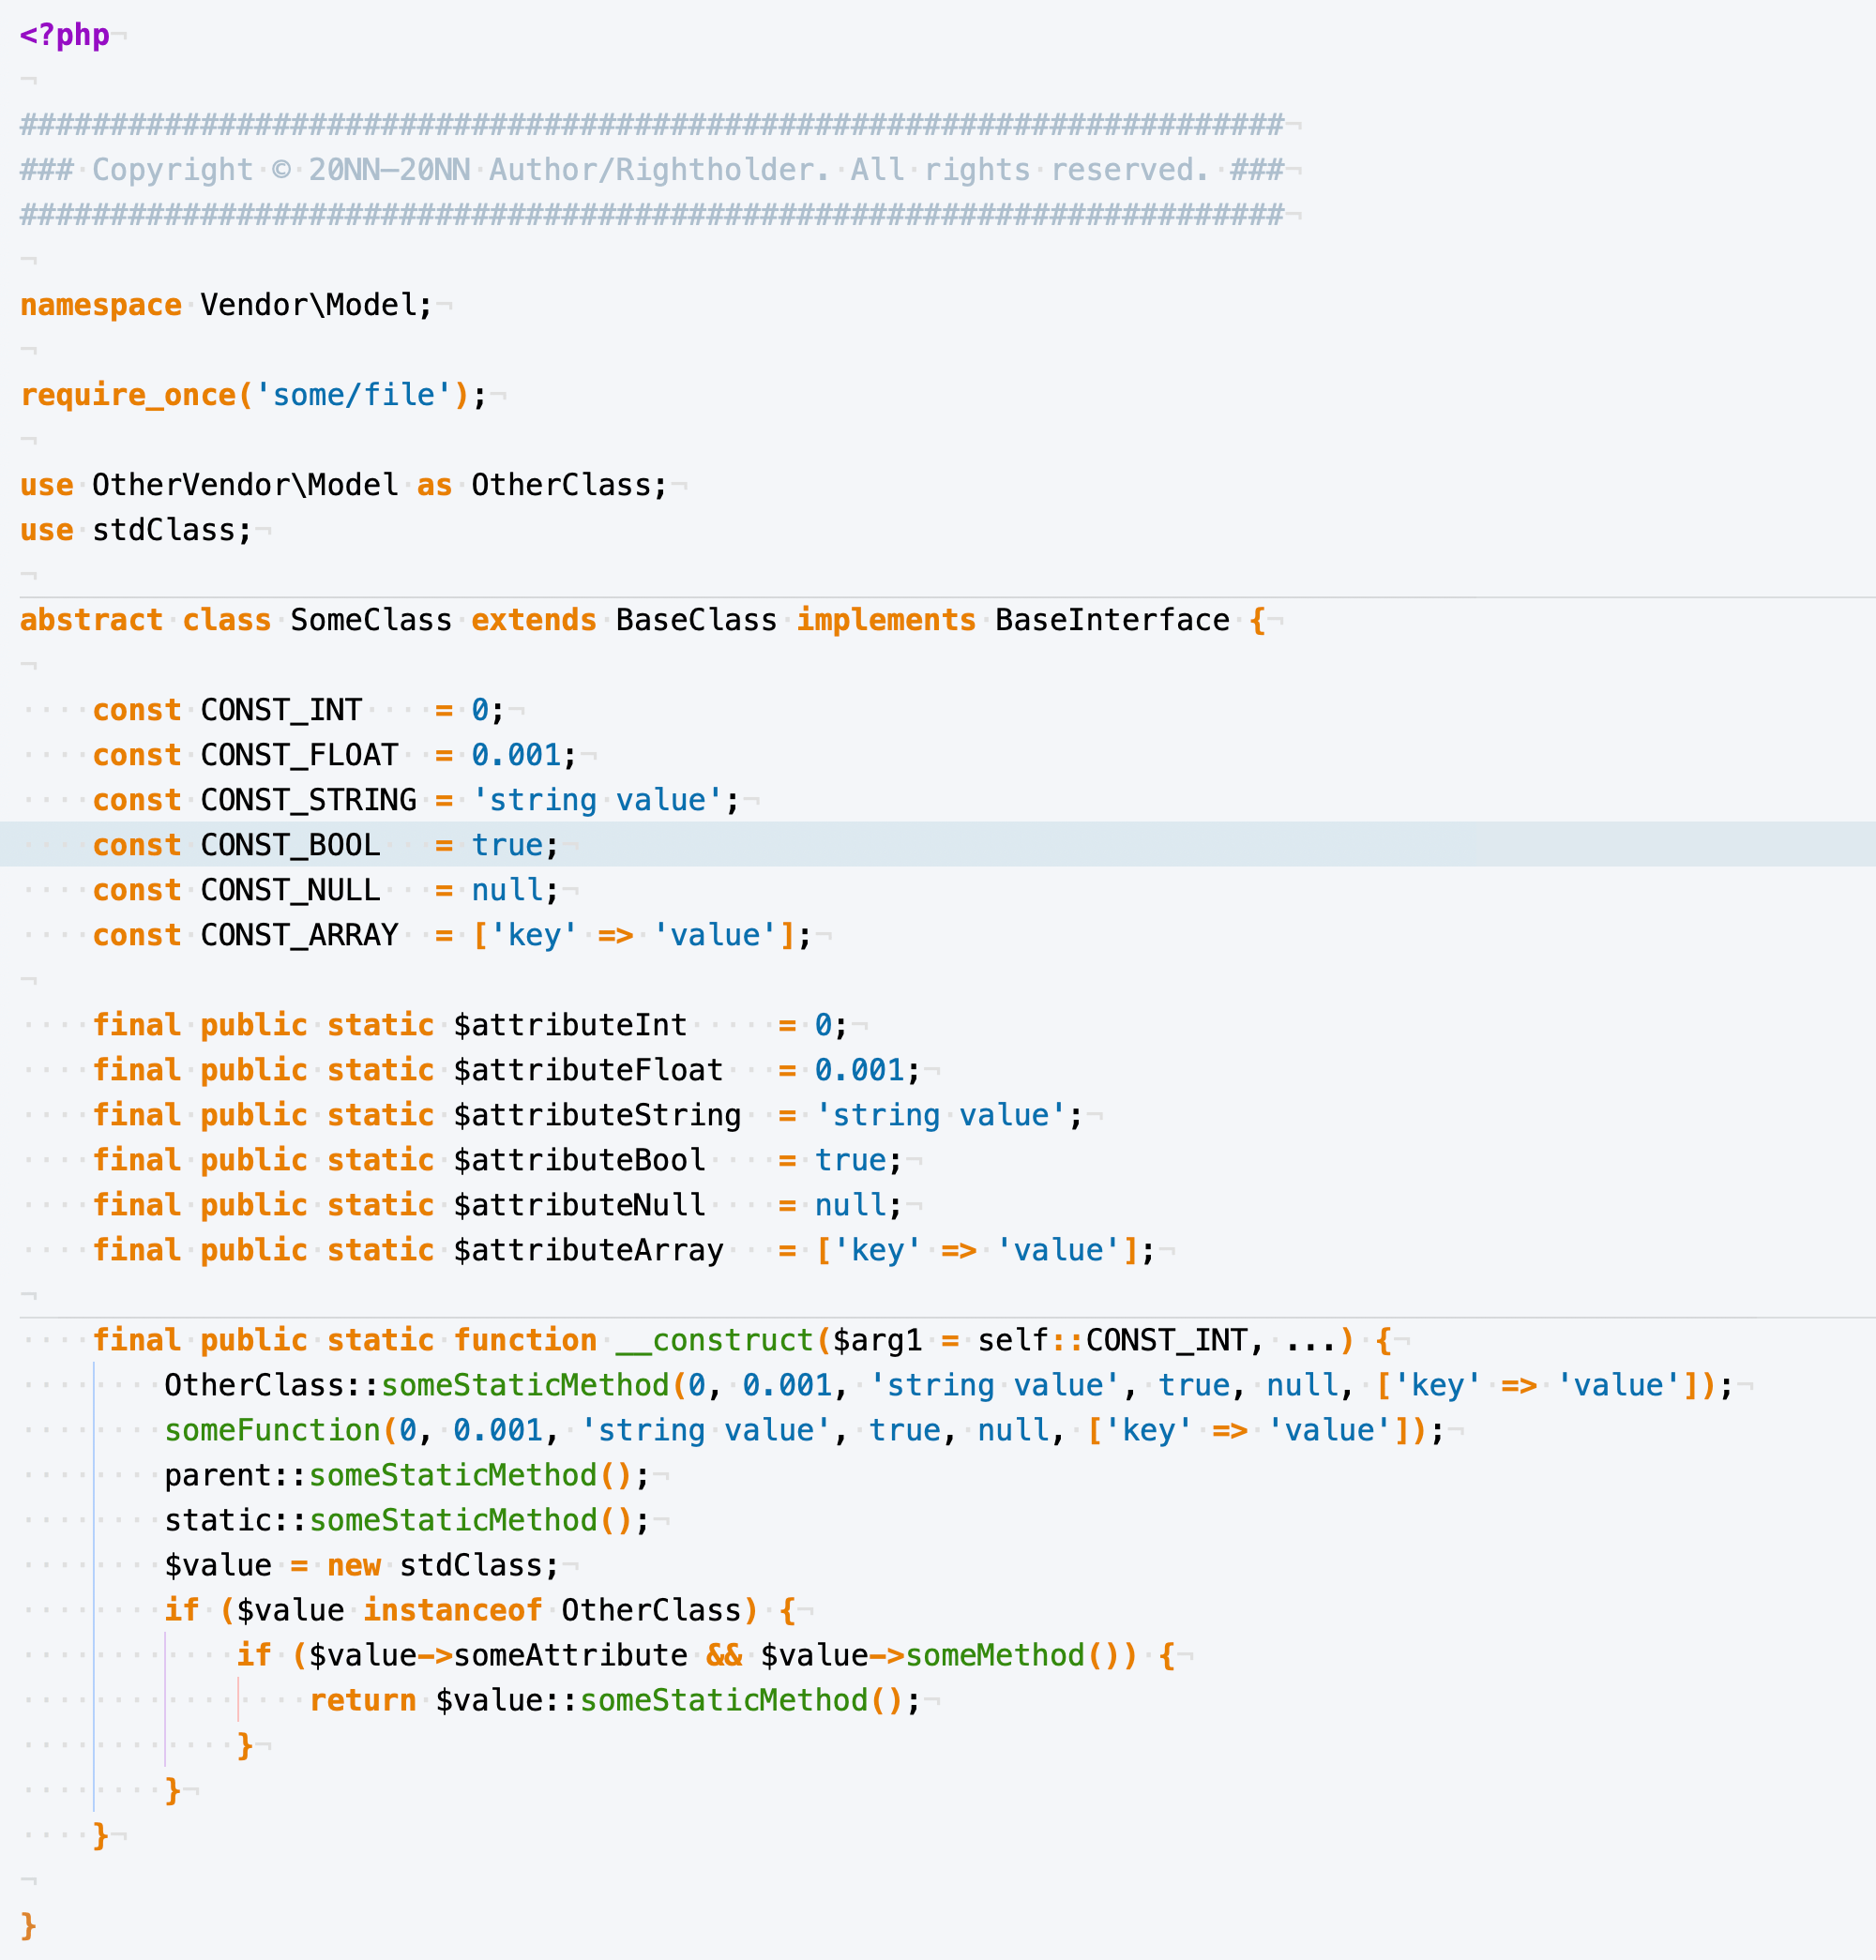 <?php
######################################################################
### Copyright © 20NN—20NN Author/Rightholder. All rights reserved. ###
######################################################################
namespace Vendor\Model;
require_once('some/file');
use OtherVendor\Model as OtherClass;
use stdClass;
abstract class SomeClass extends BaseClass implements BaseInterface {
    const CONST_INT    = 0;
    const CONST_FLOAT  = 0.001;
    const CONST_STRING = 'string value';
    const CONST_BOOL   = true;
    const CONST_NULL   = null;
    const CONST_ARRAY  = ['key' => 'value'];
    final public static $attributeInt     = 0;
    final public static $attributeFloat   = 0.001;
    final public static $attributeString  = 'string value';
    final public static $attributeBool    = true;
    final public static $attributeNull    = null;
    final public static $attributeArray   = ['key' => 'value'];
    final public static function __construct($arg1 = self::CONST_INT, ...) {
        OtherClass::someStaticMethod(0, 0.001, 'string value', true, null, ['key' => 'value']);
        someFunction(0, 0.001, 'string value', true, null, ['key' => 'value']);
        parent::someStaticMethod();
        static::someStaticMethod();
        $value = new stdClass;
        if ($value instanceof OtherClass) {
            if ($value->someAttribute && $value->someMethod()) {
                return $value::someStaticMethod();
            }
        }
    }
}